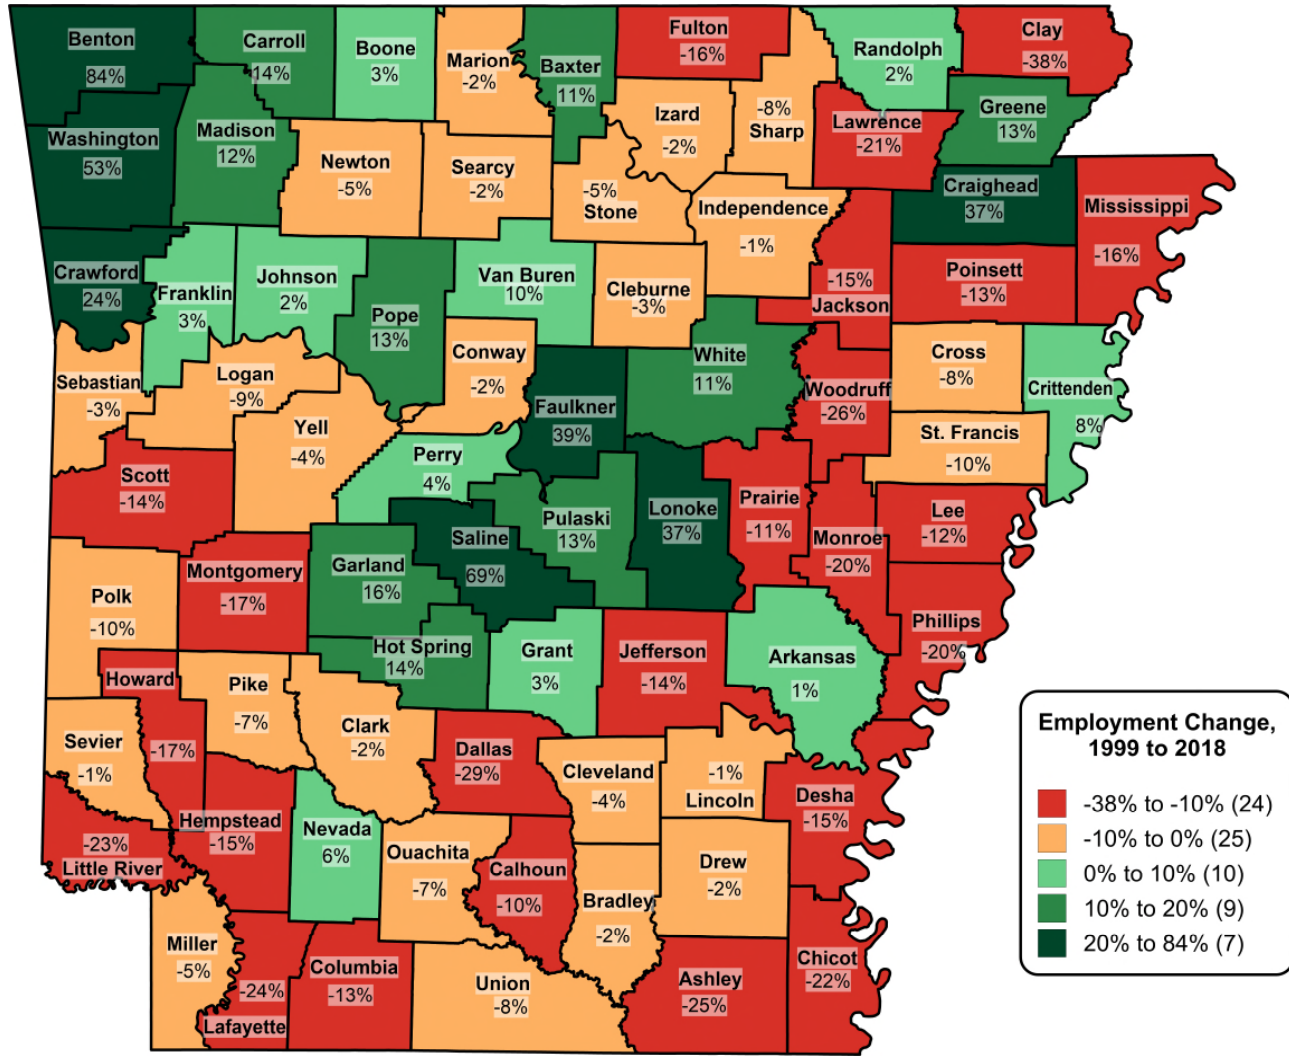 Benton
84%
Carroll
14%
Boone
3%
Marion
-2%
Baxter
11%
Fulton
-16%
Randolph
2%
Clay
-38%
Washington
53%
Madison
12%
Newton
-5%
Searcy
-2%
-5%
Stone
Izard
-2%
-8%
Sharp
Lawrence
-21%
Greene
13%
Craighead
37%
Mississippi
-16%
Independence
-1%
-15%
Jackson
Poinsett
-13%
Crawford
24%
Franklin
3%
Johnson
2%
Pope
13%
Van Buren
10%
Cleburne
-3%
White
11%
Woodruff
-26%
Cross
-8%
Crittenden
8%
Sebastian
-3%
Logan
-9%
Yell
-4%
Conway
-2%
Faulkner
39%
St. Francis
-10%
Scott
-14%
Perry
4%
Saline
69%
Pulaski
13%
Lonoke
37%
Prairie
-11%
Monroe
-20%
Lee
-12%
Polk
-10%
Montgomery
-17%
Garland
16%
Hot Spring
14%
Grant
3%
Jefferson
-14%
Arkansas
1%
Phillips
-20%
Howard
-17%
Pike
-7%
Clark
-2%
Dallas
-29%
Cleveland
-4%
-1%
Lincoln
Desha
-15%
Sevier
-1%
-23%
Little River
Hempstead
-15%
Nevada
6%
Ouachita
-7%
Calhoun
-10%
Bradley
-2%
Drew
-2%
Miller
-5%
-24%
Lafayette
Columbia
-13%
Union
-8%
Ashley
-25%
Chicot
-22%
Employment Change,
1999 to 2018
-38% to -10% (24)
-10% to 0% (25)
0% to 10% (10)
10% to 20% (9)
20% to 84% (7)